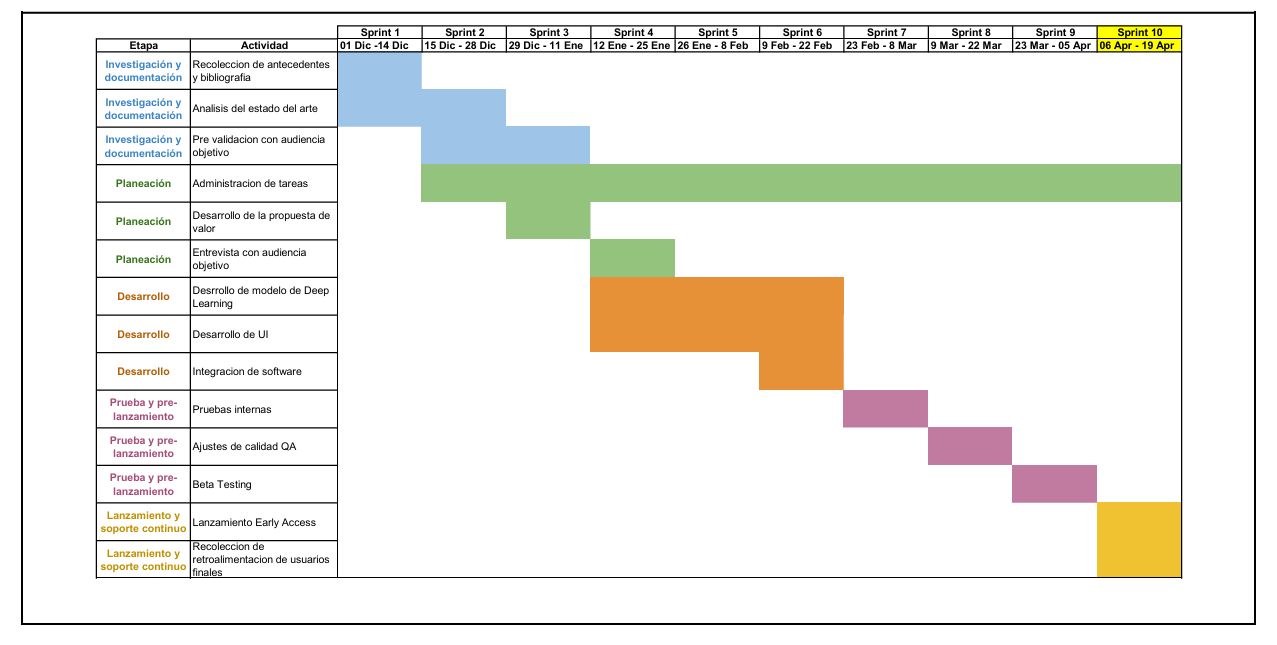 Sprint 1 Sprint 2 Sprint 3 Sprint 4 Sprint 5 Sprint 6 Sprint 7 Sprint 8 Sprint 9 Sprint 10
Etapa Actividad 01 Dic -14 Dic 15 Dic - 28 Dic 29 Dic - 11 Ene 12 Ene - 25 Ene 26 Ene - 8 Feb 9 Feb - 22 Feb 23 Feb - 8 Mar 9 Mar - 22 Mar 23 Mar - 05 Apr 06 Apr - 19 Apr
Investigación y
documentación
Recoleccion de antecedentes
y bibliografia
Investigación y
documentación
Analisis del estado del arte
Investigación y
documentación
Pre validacion con audiencia
objetivo
Planeación
Administracion de tareas
Planeación
Desarrollo de la propuesta de
valor
Planeación
Entrevista con audiencia
objetivo
Desarrollo
Desrrollo de modelo de Deep
Learning
Desarrollo
Desarrollo de UI
Desarrollo
Integracion de software
Prueba y pre-
lanzamiento
Pruebas internas
Prueba y pre-
lanzamiento
Ajustes de calidad QA
Prueba y pre-
lanzamiento
Beta Testing
Lanzamiento y
soporte continuo
Lanzamiento Early Access
Lanzamiento y
soporte continuo
Recoleccion de
retroalimentacion de usuarios
finales